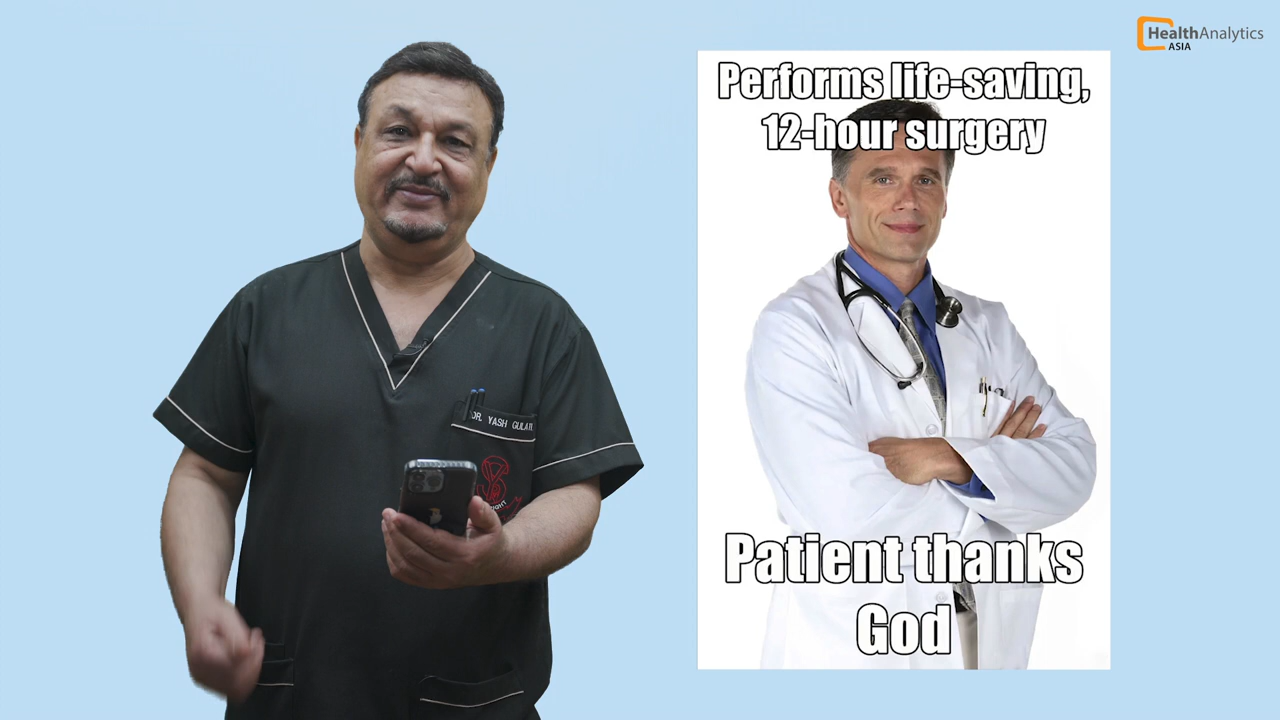 HealthAnalytics
ASIA
Performs life-saving,
12-hour surgery
DR. YASH GULATI
Patient thanks
God